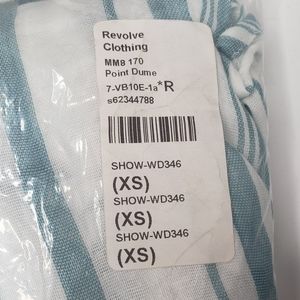 Revolve
Clothing
MM8 170
Point Dume
7-VB10E-1a*R
s62344788
SHOW-WD346
(XS)
SHOW-WD346
(XS)
SHOW-WD346
(XS)